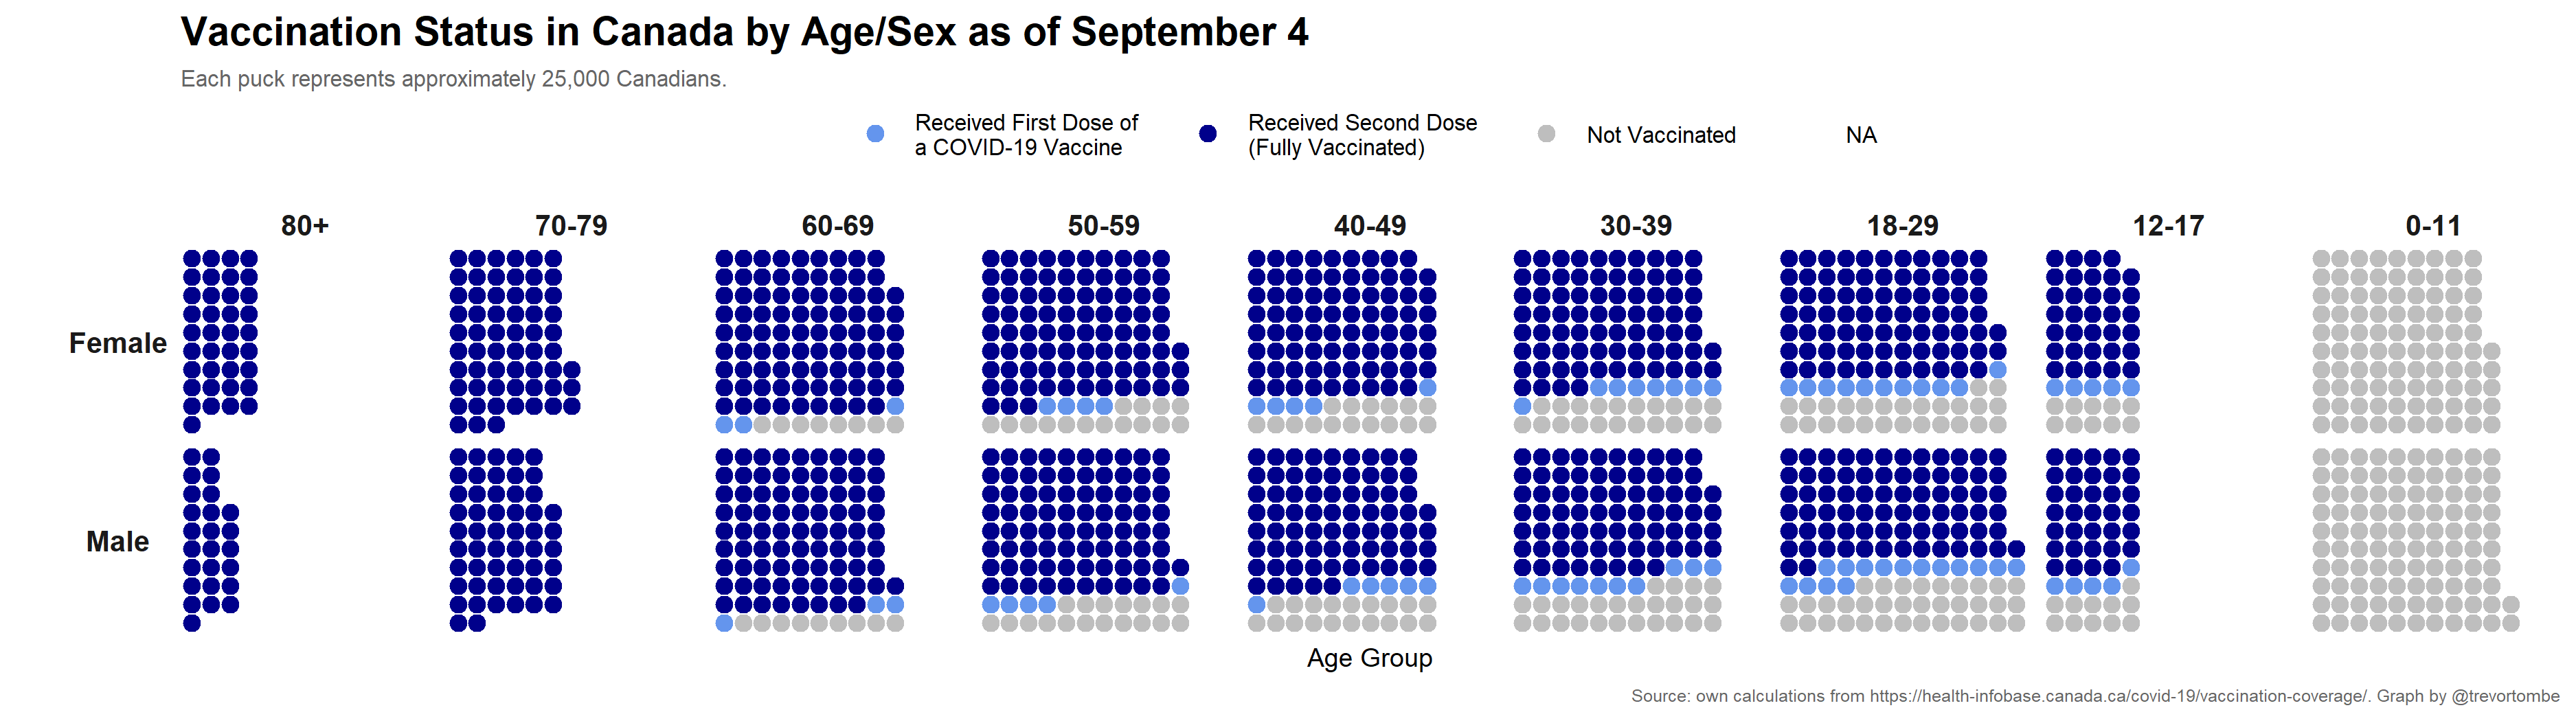 Vaccination Status in Canada by Age/Sex as of September 4
Each puck represents approximately 25,000 Canadians.
Received First Dose of
a COVID-19 Vaccine
Received Second Dose
(Fully Vaccinated)
Not Vaccinated
NA
80+ 70-79 60-69 50-59 40-49 30-39 18-29 12-17 0-11
Female
Male
Age Group
Source: own calculations from https://health-infobase.canada.ca/covid-19/vaccination-coverage/. Graph by @trevortombe